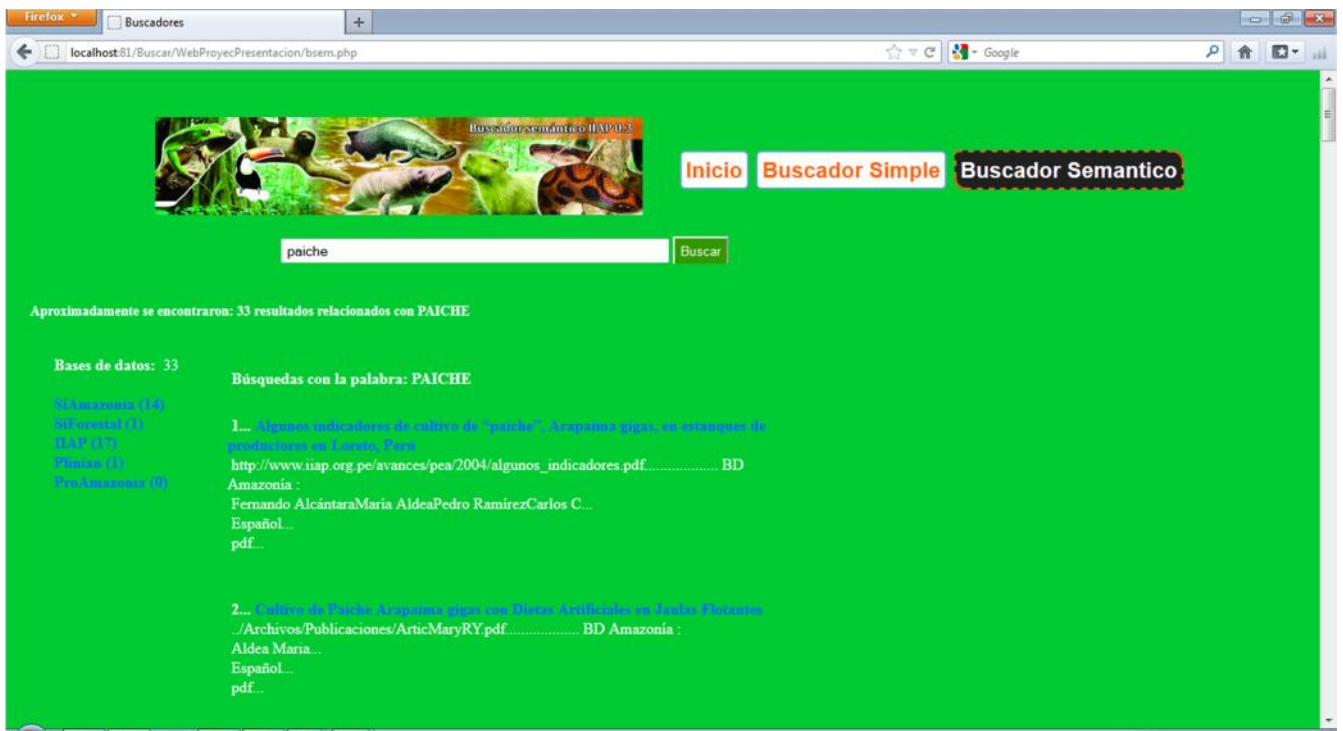 Firefox
Buscadores
localhost:81/Buscar/WebProyecPresentacion/bsem.php
Google
Buscador semántico IIAP 0.3
Inicio
Buscador Simple
Buscador Semantico
paiche
Buscar
Aproximadamente se encontraron: 33 resultados relacionados con PAICHE
Bases de datos: 33
SiAmazonia (14)
SiForestal (1)
IIAP (17)
Plinian (1)
ProAmazonia (0)
Búsquedas con la palabra: PAICHE
1... Algunos indicadores de cultivo de “paiche”, Arapaima gigas, en estanques de
productores en Loreto, Perú
http://www.iiap.org.pe/avances/pea/2004/algunos_indicadores.pdf................... BD
Amazonía :
Fernando AlcántaraMaría AldeaPedro RamírezCarlos C...
Español...
pdf...
2... Cultivo de Paiche Arapaima gigas con Dietas Artificiales en Jaulas Flotantes
../Archivos/Publicaciones/ArticMaryRY.pdf................... BD Amazonía :
Aldea Maria...
Español...
pdf...